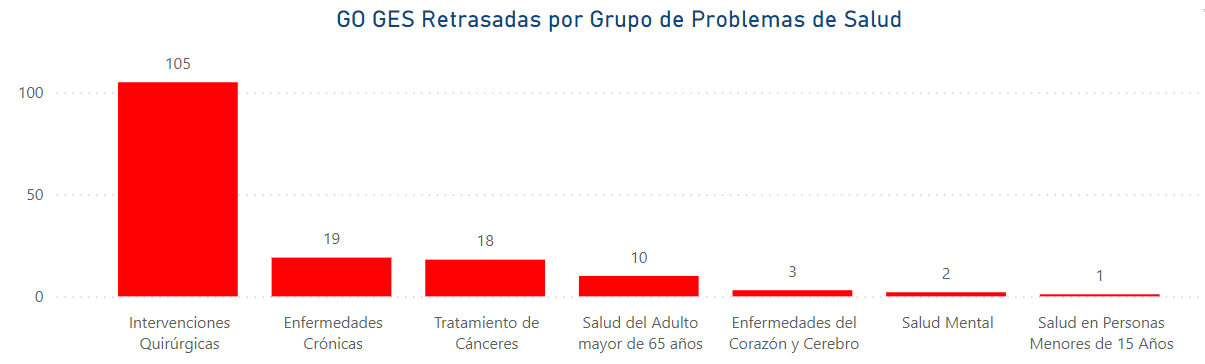 GO GES Retrasadas por Grupo de Problemas de Salud
105
100
50
19
18
10
3
2
1
0
Intervenciones
Quirúrgicas
Enfermedades
Crónicas
Tratamiento de
Cánceres
Salud del Adulto
mayor de 65 años
Enfermedades del
Corazón y Cerebro
Salud Mental
Salud en Personas
Menores de 15 Años